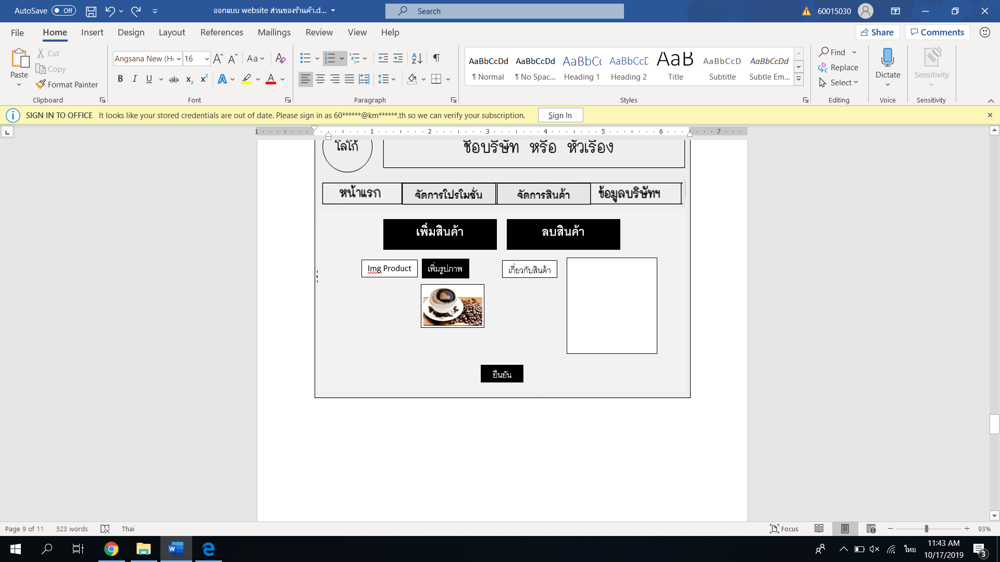 AutoSave Off
ออกแบบ website ส่วนของร้านค้า.d...
Search
60015030
File Home Insert Design Layout References Mailings Review View Help
Share Comments
Paste
Cut
Copy
Format Painter
Clipboard
Angsana New (He 16
Font
Paragraph
AaBbCcDd AaBbCcDd AaBbCc AaBbCcD AaB AaBbCcD AaBbCcDd
¶ Normal ¶ No Spac... Heading 1 Heading 2 Title Subtitle Subtle Em...
Styles
Find
Replace
Select
Editing
Dictate
Voice
Sensitivity
Sensitivity
SIGN IN TO OFFICE It looks like your stored credentials are out of date. Please sign in as 60******@km******.th so we can verify your subscription. Sign In
1 1 2 3 4 5 6 7
โลโก้
ชื่อบริษัท หรือ หัวเรื่อง
หน้าแรก จัดการโปรโมชั่น จัดการสินค้า ข้อมูลบริษัทฯ
เพิ่มสินค้า ลบสินค้า
Img Product เพิ่มรูปภาพ เกี่ยวกับสินค้า
ยืนยัน
Page 9 of 11 523 words Thai
Focus 93%
ไทย
11:43 AM
10/17/2019
3